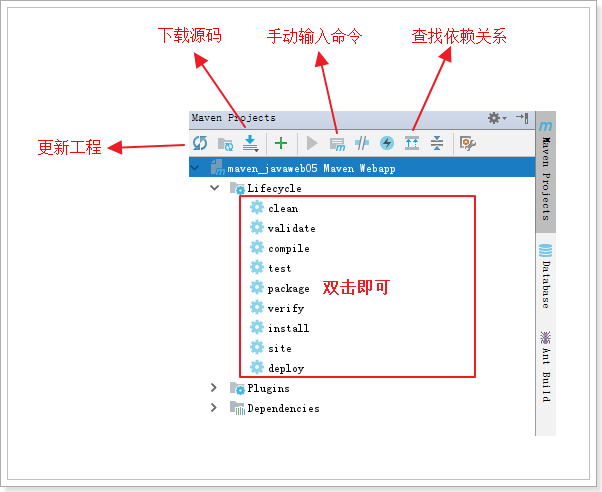 下载源码
手动输入命令
查找依赖关系
更新工程
Maven Projects
maven_javaweb05 Maven Webapp
Lifecycle
clean
validate
compile
test
package
双击即可
verify
install
site
deploy
Plugins
Dependencies
Maven Projects
Database
Ant Build